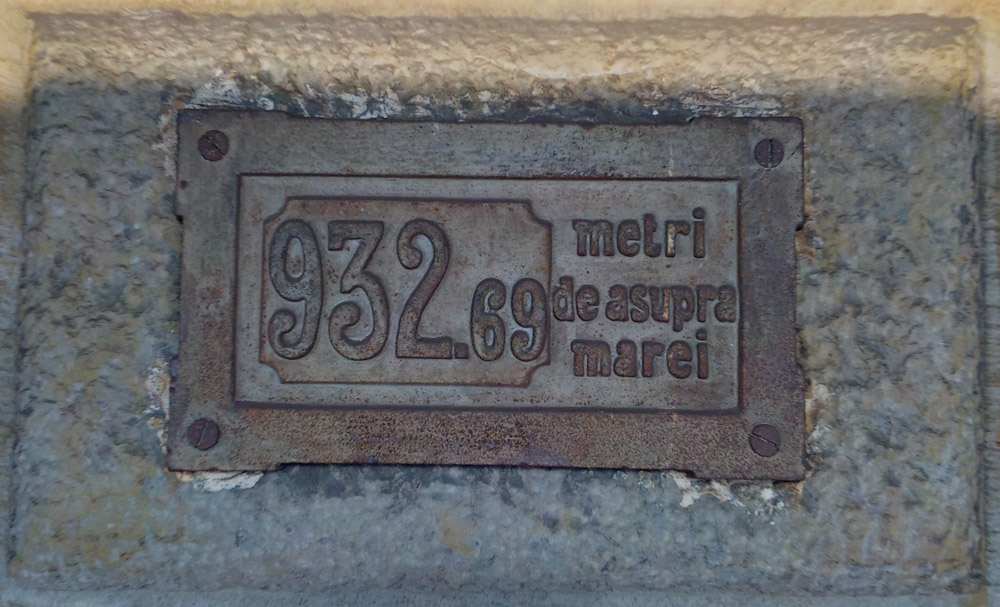 932.69
metri
de asupra
marei